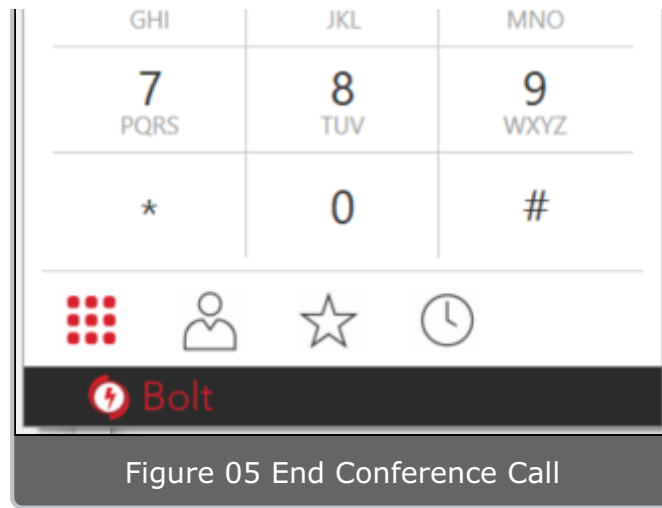 GHI JKL MNO
7 8 9
PQRS TUV WXYZ
* 0 #
Bolt
Figure 05 End Conference Call